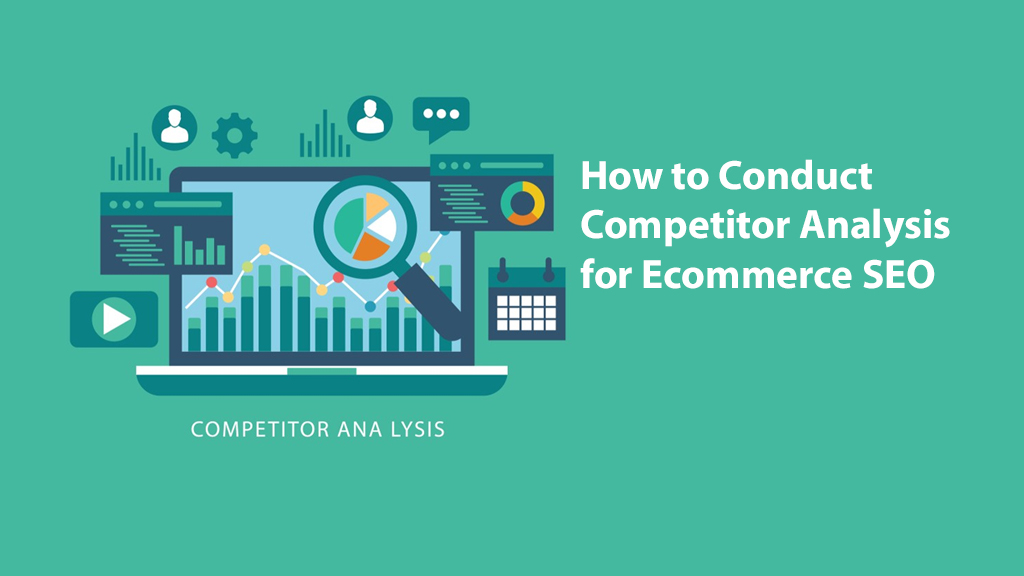 How to Conduct
Competitor Analysis
for Ecommerce SEO
COMPETITOR ANA LYSIS